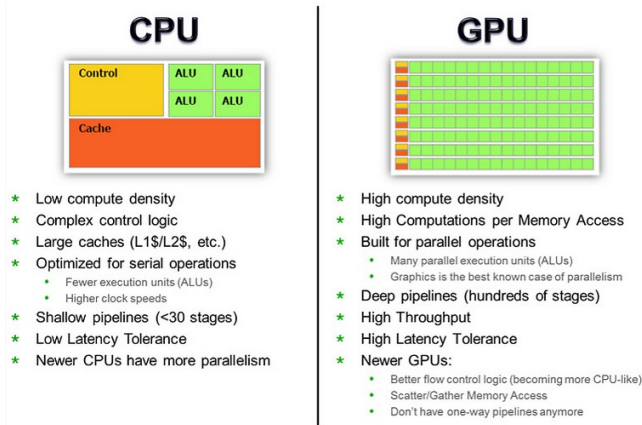 CPU
Control
ALU
ALU
ALU
ALU
Cache
* Low compute density
* Complex control logic
* Large caches (L1$/L2$, etc.)
* Optimized for serial operations
• Fewer execution units (ALUs)
• Higher clock speeds
* Shallow pipelines (<30 stages)
* Low Latency Tolerance
* Newer CPUs have more parallelism
GPU
* High compute density
* High Computations per Memory Access
* Built for parallel operations
• Many parallel execution units (ALUs)
• Graphics is the best known case of parallelism
* Deep pipelines (hundreds of stages)
* High Throughput
* High Latency Tolerance
* Newer GPUs:
• Better flow control logic (becoming more CPU-like)
• Scatter/Gather Memory Access
• Don't have one-way pipelines anymore